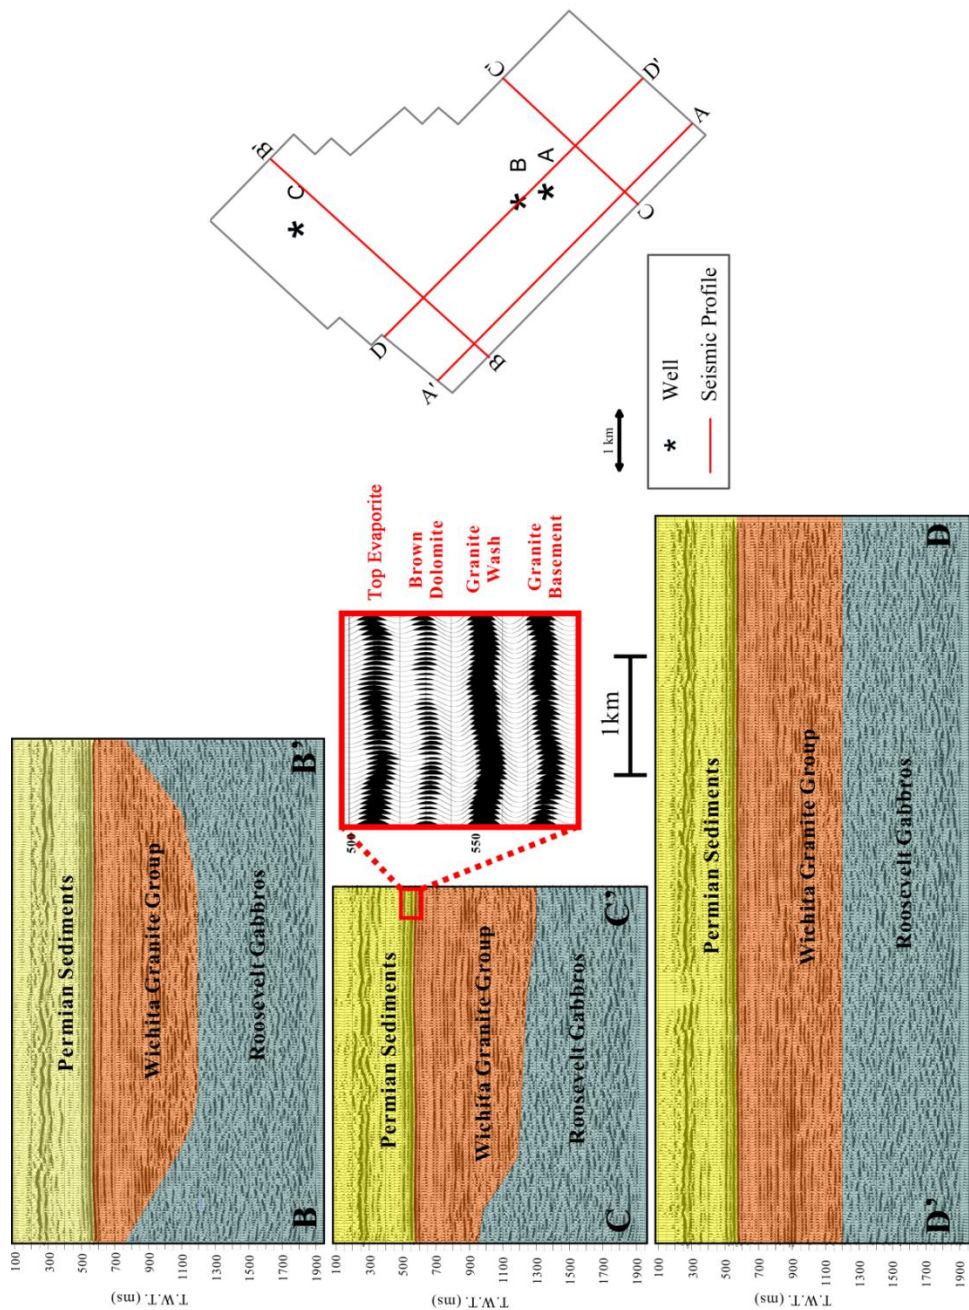 T.W.T. (ms)
100
300
500
700
900
1100
1300
1500
1700
1900
Permian Sediments
Wichita Granite Group
Roosevelt Gabbros
B
B'
T.W.T. (ms)
100
300
500
700
900
1100
1300
1500
1700
1900
Permian Sediments
Wichita Granite Group
Roosevelt Gabbros
C
C'
500
550
Top Evaporite
Brown
Dolomite
Granite
Wash
Granite
Basement
1km
T.W.T. (ms)
100
300
500
700
900
1100
1300
1500
1700
1900
Permian Sediments
Wichita Granite Group
Roosevelt Gabbros
D'
D
B'
C
C'
D
B
A
D'
A'
B
C
A
1 km
* Well
Seismic Profile